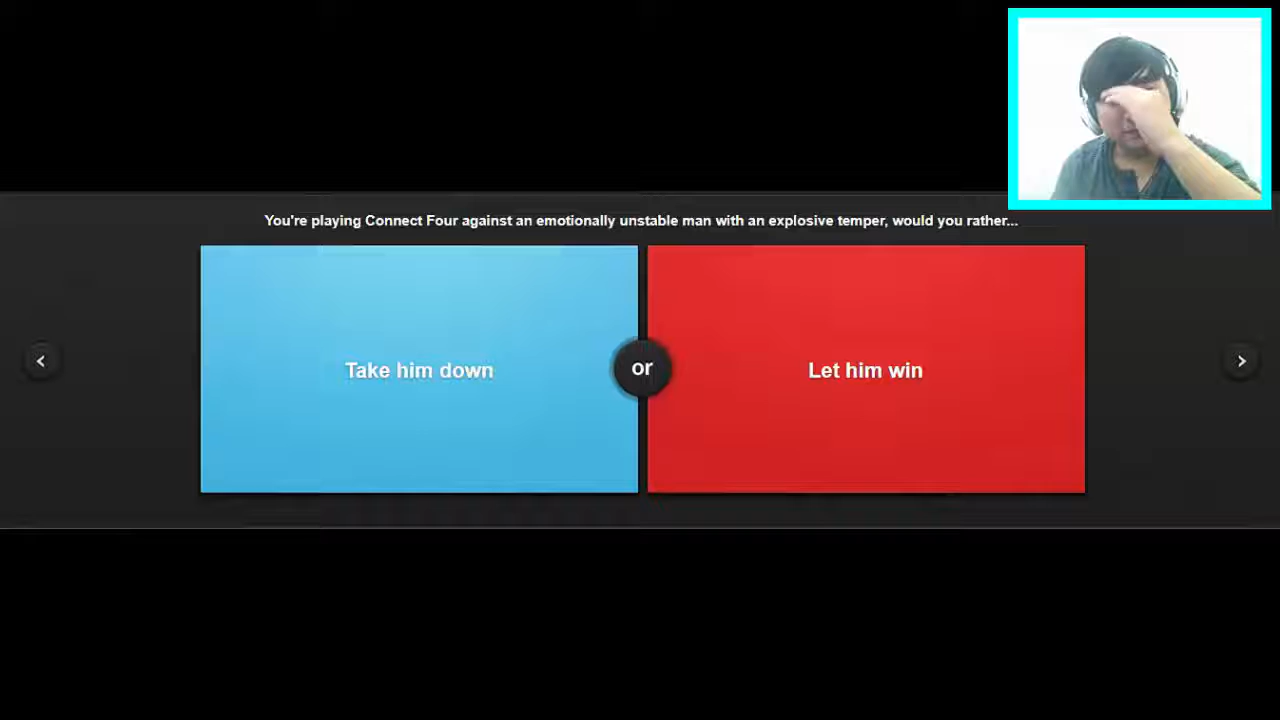 You're playing Connect Four against an emotionally unstable man with an explosive temper, would you rather...
Take him down
or
Let him win